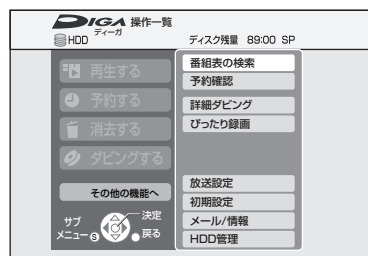 DIGA 操作一覧
ディーガ
HDD
ディスク残量 89:00 SP
再生する
予約する
消去する
ダビングする
その他の機能へ
サブ
メニュー S
決定
戻る
番組表の検索
予約確認
詳細ダビング
ぴったり録画
放送設定
初期設定
メール/情報
HDD管理